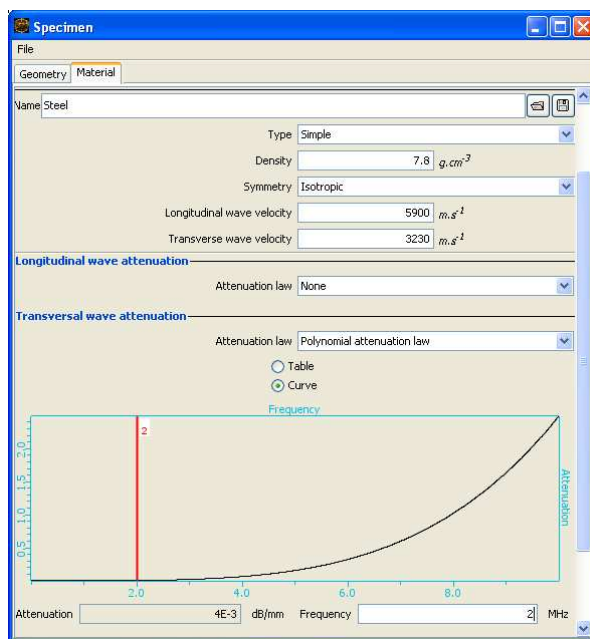 Specimen
File
Geometry Material
Name Steel
Type Simple
Density 7.8 g.cm-3
Symmetry Isotropic
Longitudinal wave velocity 5900 m.s-1
Transverse wave velocity 3230 m.s-1
Longitudinal wave attenuation
Attenuation law None
Transversal wave attenuation
Attenuation law Polynomial attenuation law
Table
Curve
Frequency
2
2.0
1.5
1.0
0.5
Attenuation
2.0 4.0 6.0 8.0
Attenuation 4E-3 dB/mm Frequency 2 MHz